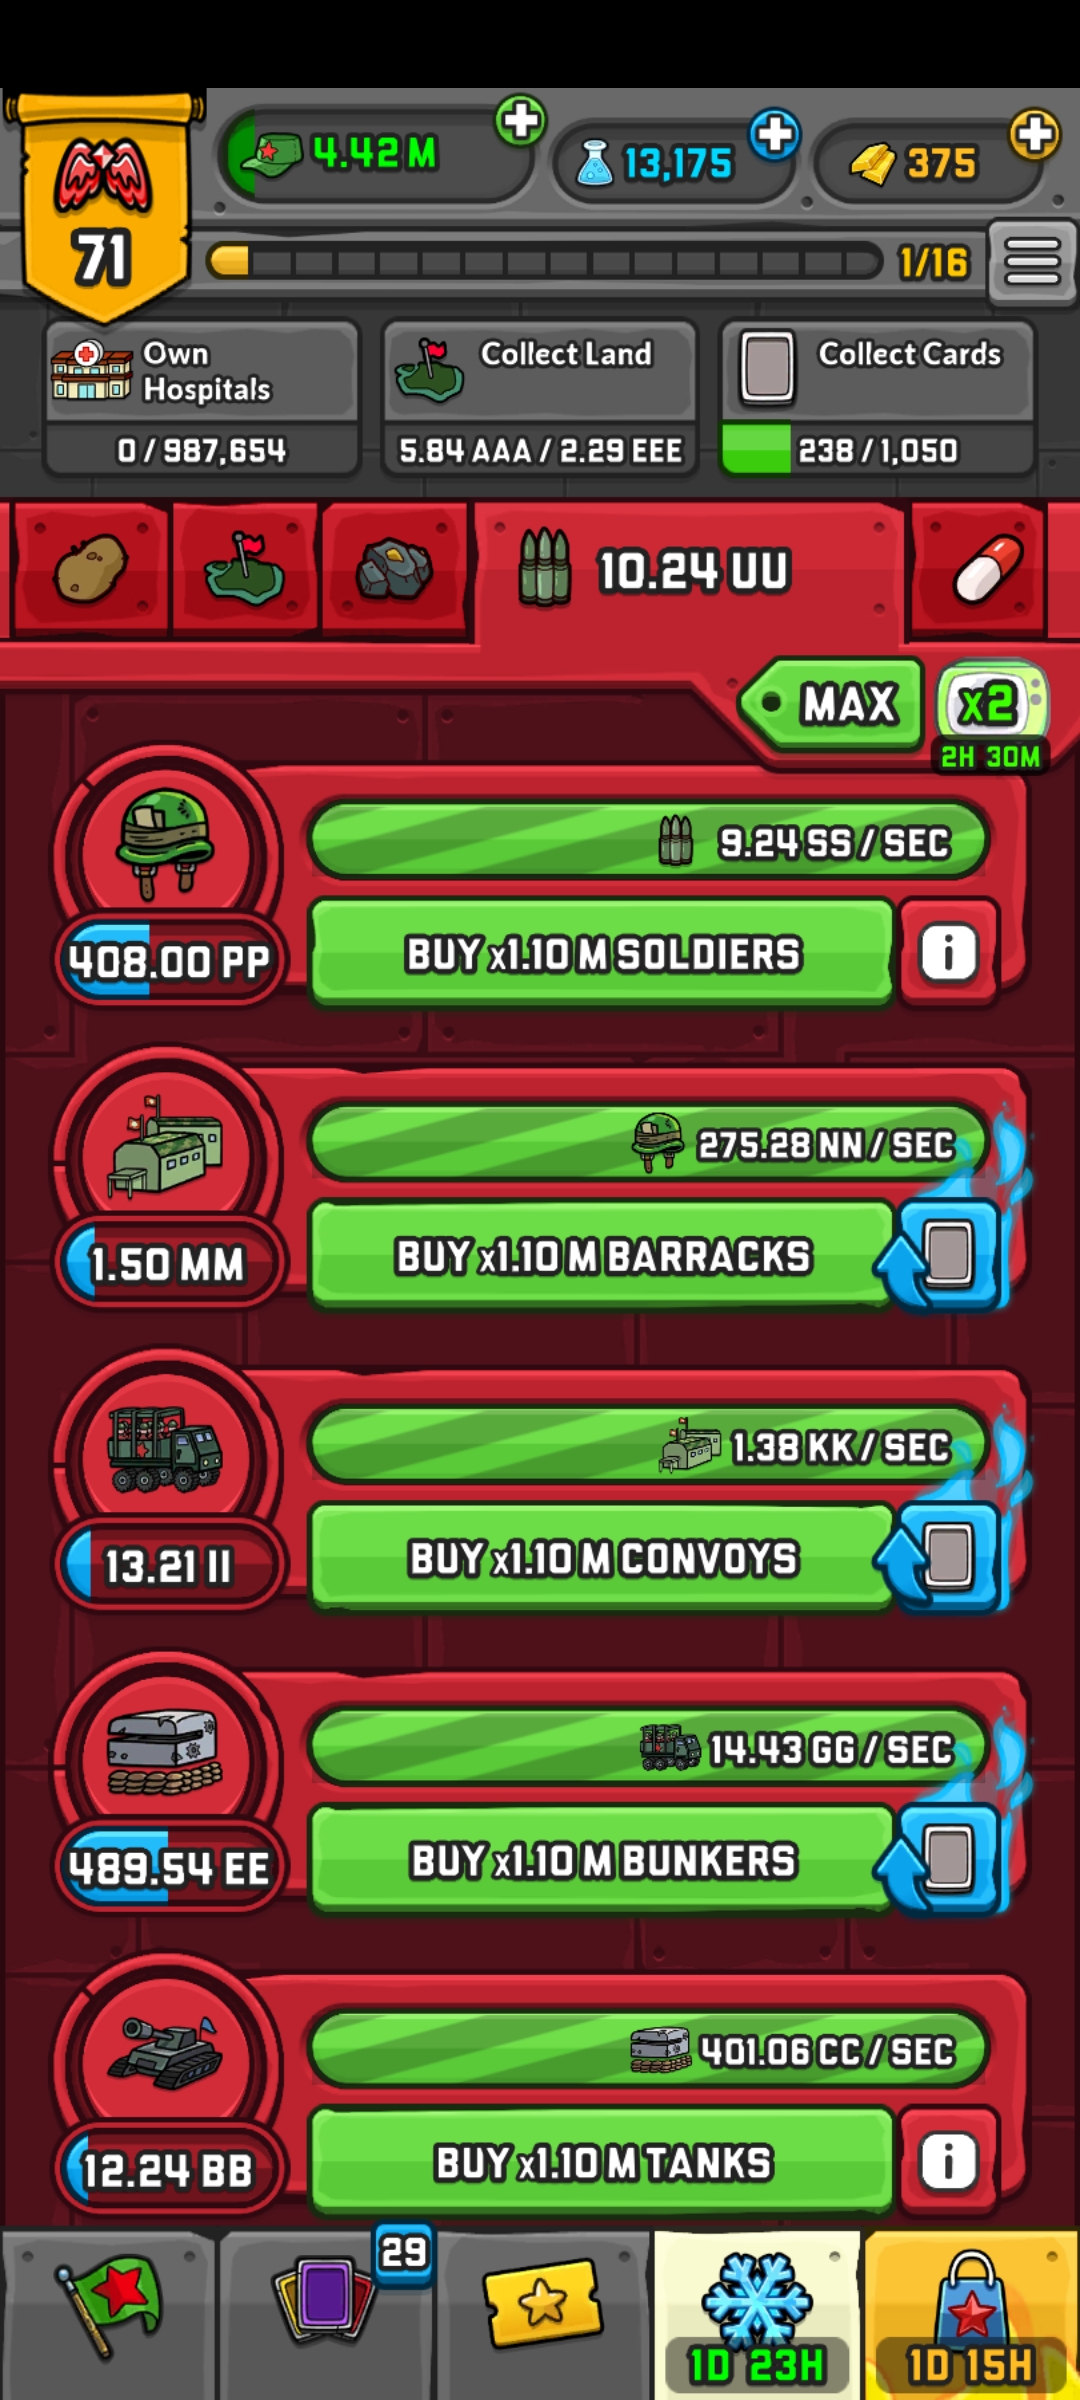 4.42 M
13,175
375
71
1/16
Own
Hospitals
Collect Land
Collect Cards
0 / 987,654
5.84 AAA / 2.29 EEE
238 / 1,050
10.24 UU
MAX
x2
2H 30M
9.24 SS / SEC
408.00 PP
BUY x1.10 M SOLDIERS
i
275.28 NN / SEC
1.50 MM
BUY x1.10 M BARRACKS
1.38 KK / SEC
13.21 II
BUY x1.10 M CONVOYS
14.43 GG / SEC
489.54 EE
BUY x1.10 M BUNKERS
401.06 CC / SEC
12.24 BB
BUY x1.10 M TANKS
i
29
1D 23H
1D 15H